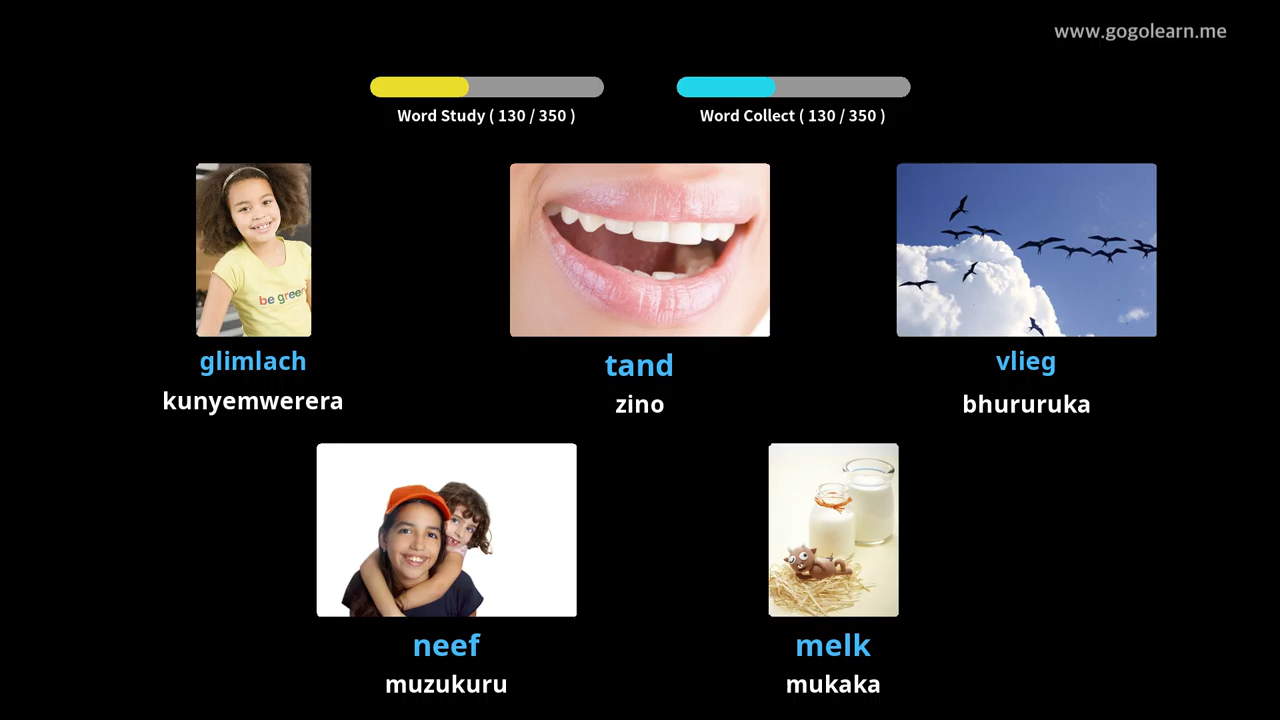 www.gogolearn.me
Word Study ( 130 / 350 )
Word Collect ( 130 / 350 )
be green
glimlach
kunyemwerera
tand
zino
vlieg
bhururuka
neef
muzukuru
melk
mukaka